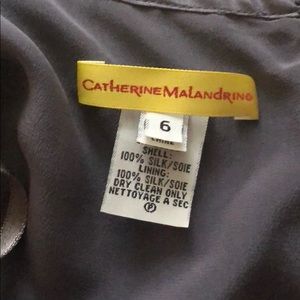 CATHERINE MALANDRINO
6
SHELL:
100% SILK/SOIE
LINING:
100% SILK/SOIE
DRY CLEAN ONLY
NETTOYAGE A SEC
P